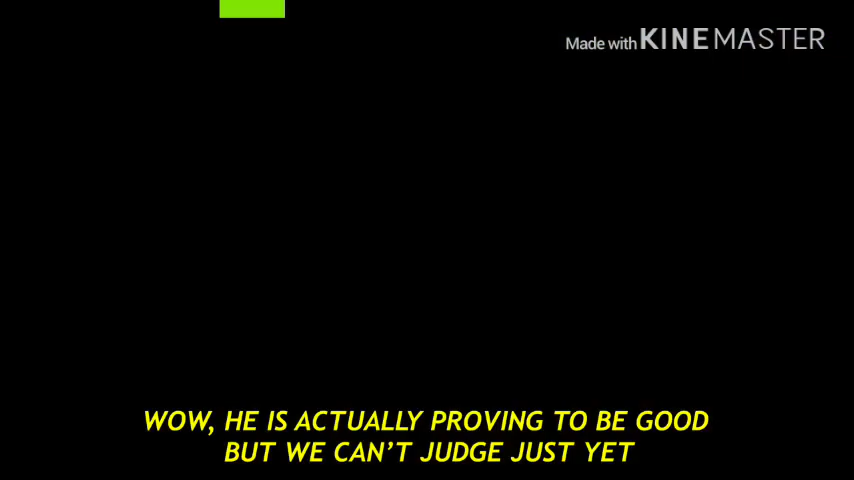 Made with KINEMASTER
WOW, HE IS ACTUALLY PROVING TO BE GOOD
BUT WE CAN'T JUDGE JUST YET